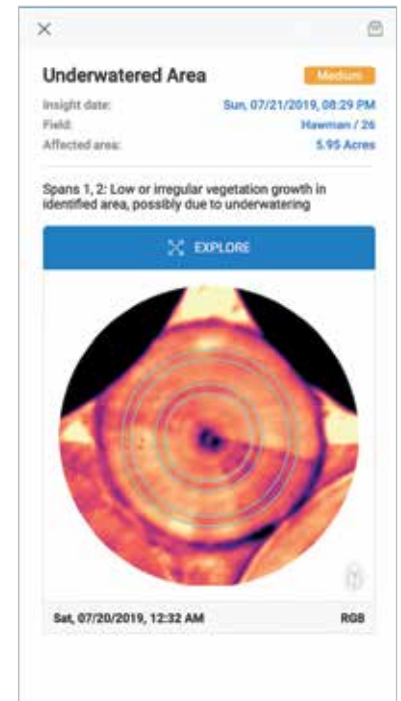 Underwatered Area Medium
Insight date: Sun, 07/21/2019, 08:29 PM
Field: Hawman / 26
Affected area: 5.95 Acres
Spans 1, 2: Low or irregular vegetation growth in
identified area, possibly due to underwatering
EXPLORE
Sat, 07/20/2019, 12:32 AM RGB